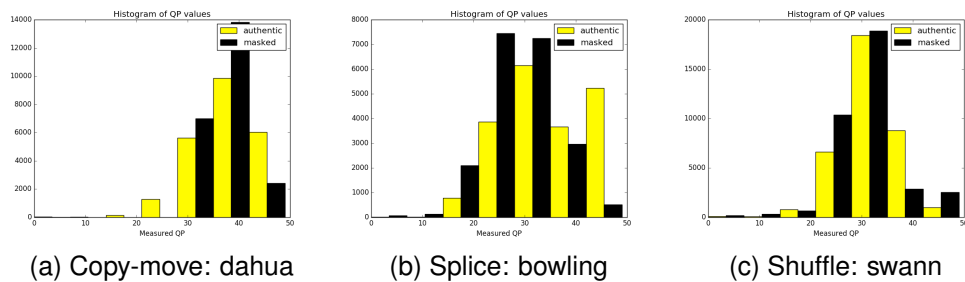 Histogram of QP values
authentic
masked
14000
12000
10000
8000
6000
4000
2000
0
0 10 20 30 40 50
Measured QP
(a) Copy-move: dahua
Histogram of QP values
authentic
masked
8000
7000
6000
5000
4000
3000
2000
1000
0
0 10 20 30 40 50
Measured QP
(b) Splice: bowling
Histogram of QP values
authentic
masked
20000
15000
10000
5000
0
0 10 20 30 40 50
Measured QP
(c) Shuffle: swann